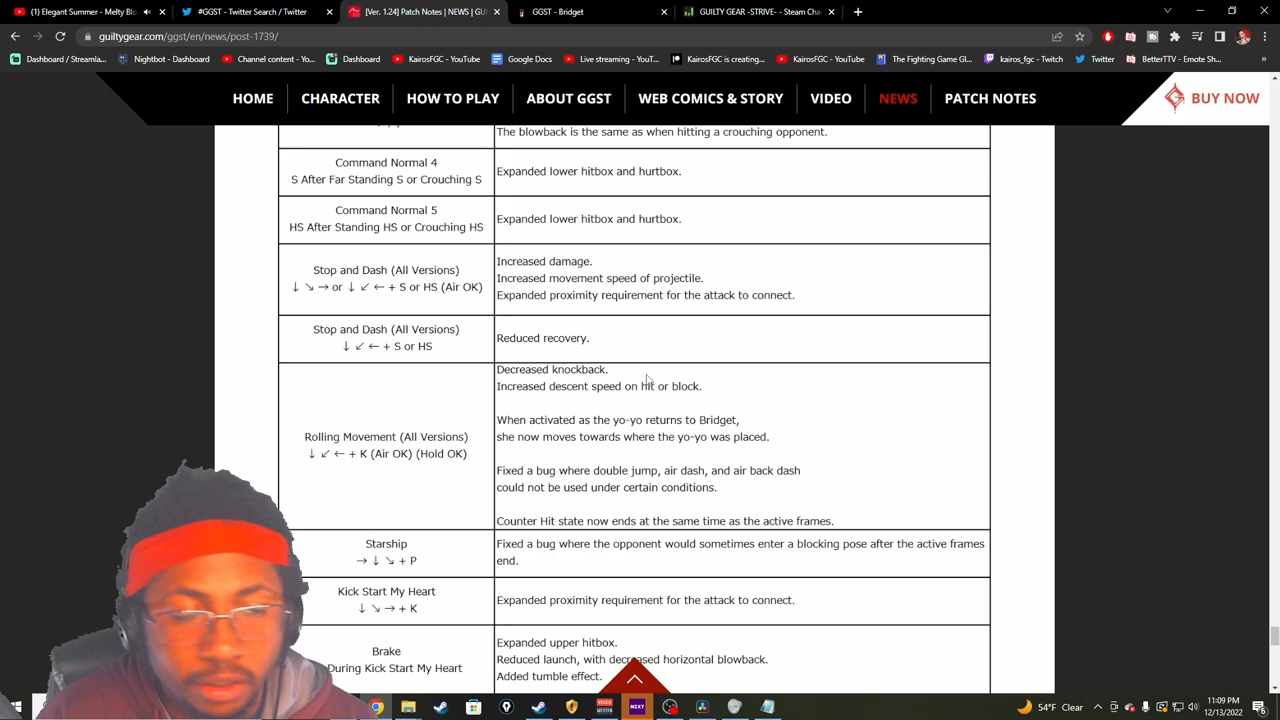 (1) Elegant Summer - Melty Blo
#GGST - Twitter Search / Twitter
[Ver. 1.24] Patch Notes | NEWS | GUI
GGST - Bridget
GUILTY GEAR -STRIVE- - Steam Cha
guiltygear.com/ggst/en/news/post-1739/
Dashboard / Streamla...
Nightbot - Dashboard
Channel content - Yo...
Dashboard
KairosFGC - YouTube
Google Docs
Live streaming - YouT...
KairosFGC is creating...
KairosFGC - YouTube
The Fighting Game Gl...
kairos_fgc - Twitch
Twitter
BetterTTV - Emote Sh...
HOME
CHARACTER
HOW TO PLAY
ABOUT GGST
WEB COMICS & STORY
VIDEO
NEWS
PATCH NOTES
BUY NOW
The blowback is the same as when hitting a crouching opponent.
Command Normal 4
S After Far Standing S or Crouching S
Expanded lower hitbox and hurtbox.
Command Normal 5
HS After Standing HS or Crouching HS
Expanded lower hitbox and hurtbox.
Stop and Dash (All Versions)
↓ ↘ → or ↓ ↙ ← + S or HS (Air OK)
Increased damage.
Increased movement speed of projectile.
Expanded proximity requirement for the attack to connect.
Stop and Dash (All Versions)
↓ ↙ ← + S or HS
Reduced recovery.
Rolling Movement (All Versions)
↓ ↙ ← + K (Air OK) (Hold OK)
Decreased knockback.
Increased descent speed on hit or block.
When activated as the yo-yo returns to Bridget,
she now moves towards where the yo-yo was placed.
Fixed a bug where double jump, air dash, and air back dash
could not be used under certain conditions.
Counter Hit state now ends at the same time as the active frames.
Starship
→ ↓ ↘ + P
Fixed a bug where the opponent would sometimes enter a blocking pose after the active frames
end.
Kick Start My Heart
↓ ↘ → + K
Expanded proximity requirement for the attack to connect.
Brake
During Kick Start My Heart
Expanded upper hitbox.
Reduced launch, with decreased horizontal blowback.
Added tumble effect.
NZXT
54°F Clear
11:09 PM
12/13/2022